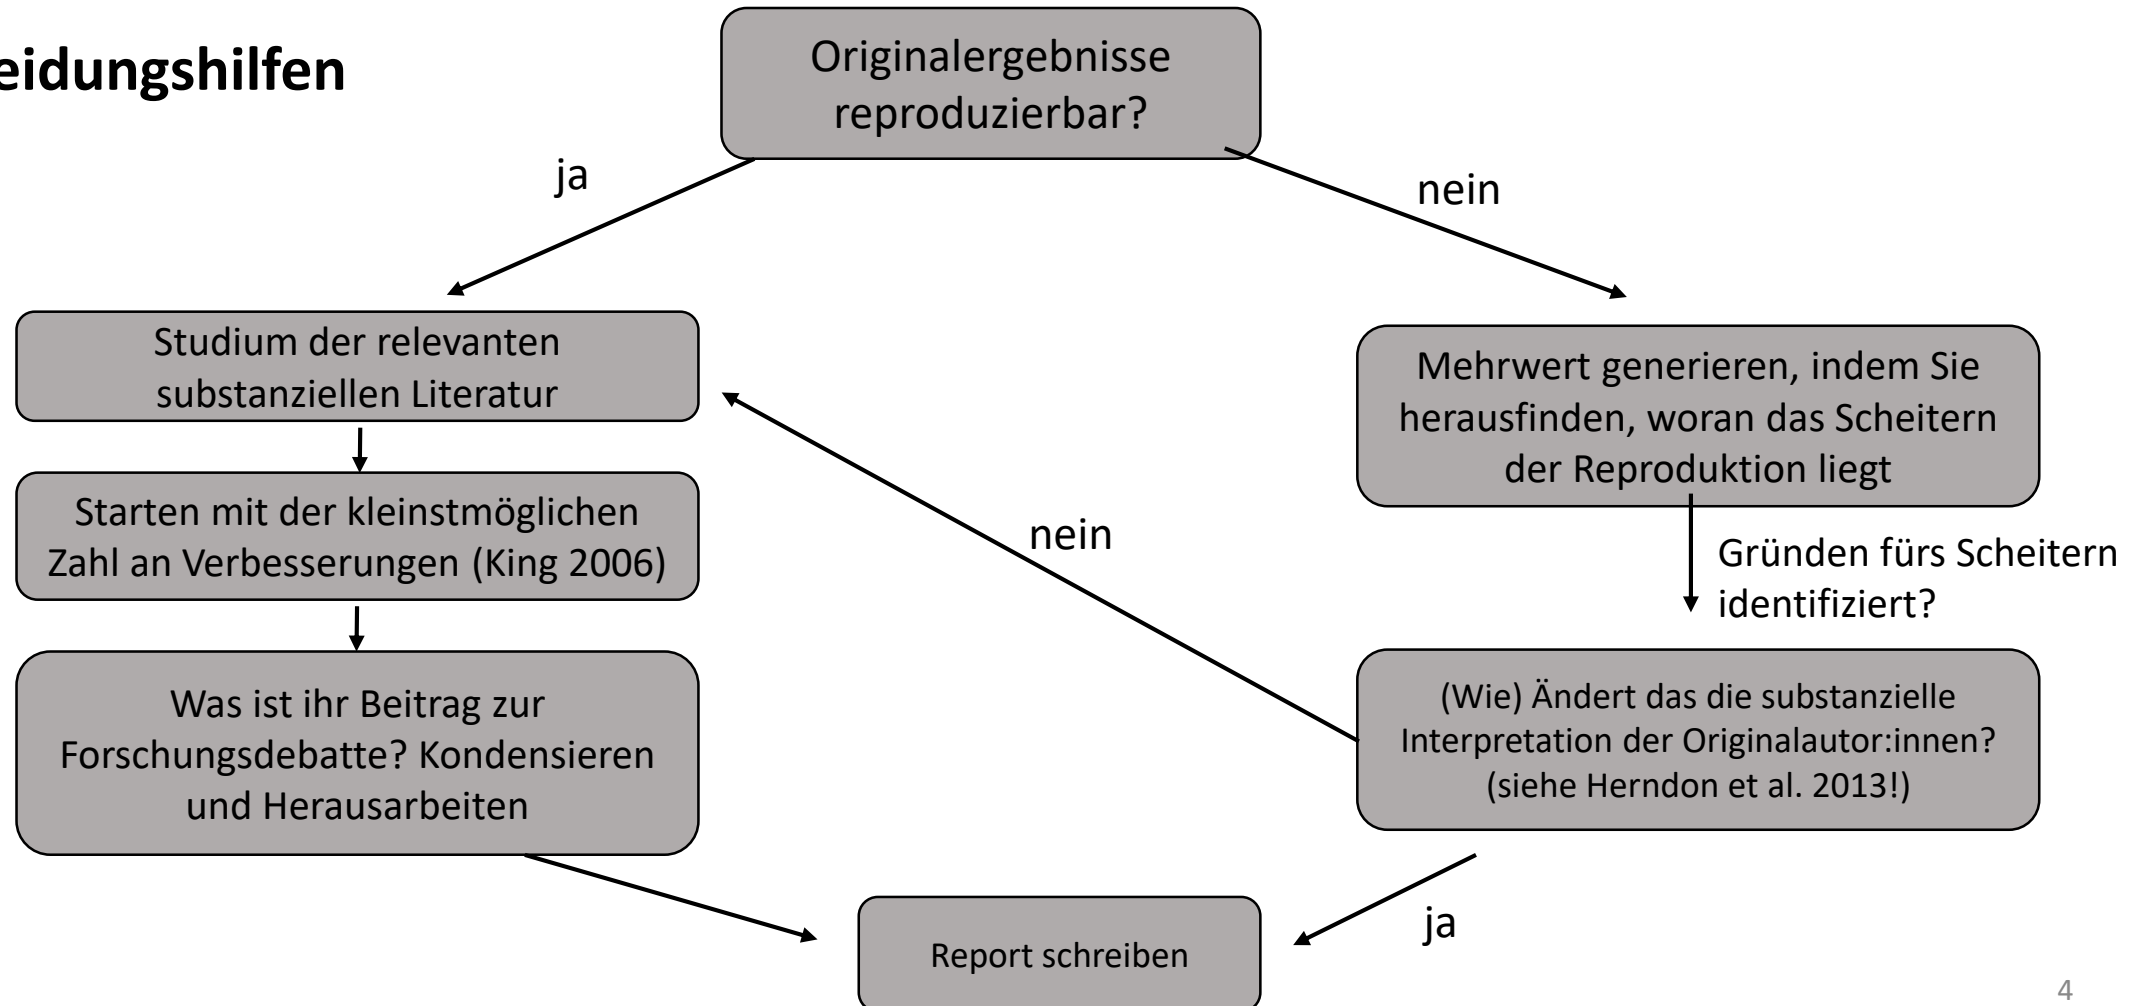 eidungshilfen
Originalergebnisse
reproduzierbar?
ja
nein
Studium der relevanten
substanziellen Literatur
Mehrwert generieren, indem Sie
herausfinden, woran das Scheitern
der Reproduktion liegt
Starten mit der kleinstmöglichen
Zahl an Verbesserungen (King 2006)
nein
Gründen fürs Scheitern
identifiziert?
Was ist ihr Beitrag zur
Forschungsdebatte? Kondensieren
und Herausarbeiten
(Wie) Ändert das die substanzielle
Interpretation der Originalautor:innen?
(siehe Herndon et al. 2013!)
ja
Report schreiben
4